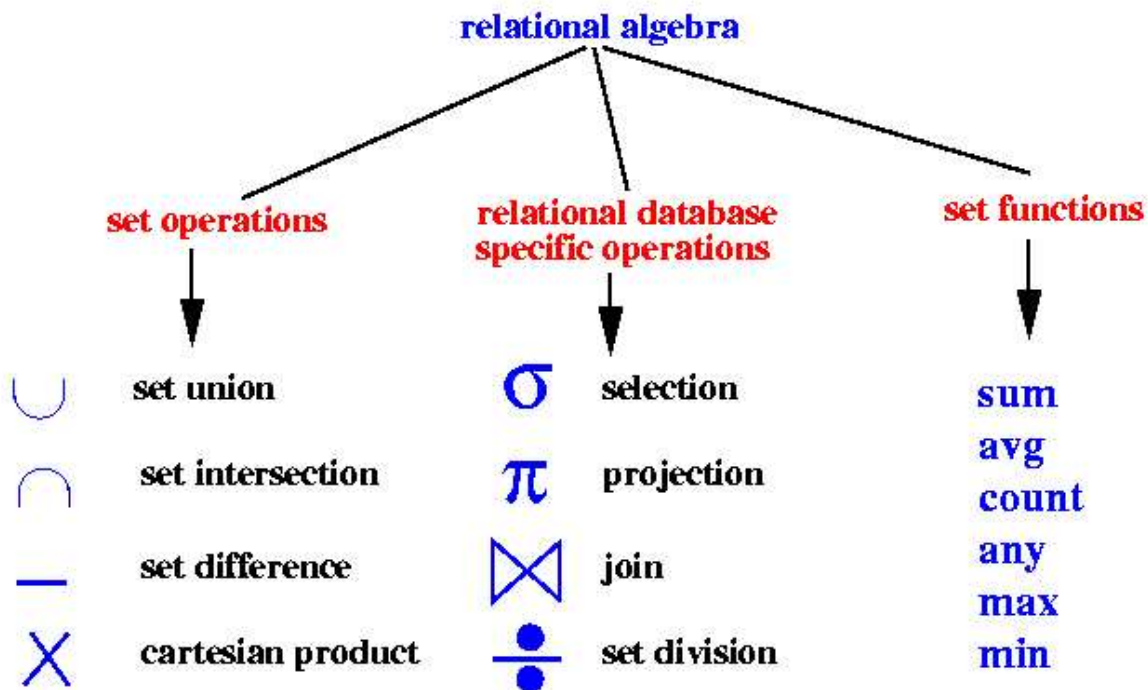 relational algebra
set operations
relational database
specific operations
set functions
∪ set union
∩ set intersection
— set difference
× cartesian product
σ selection
π projection
⋈ join
÷ set division
sum
avg
count
any
max
min